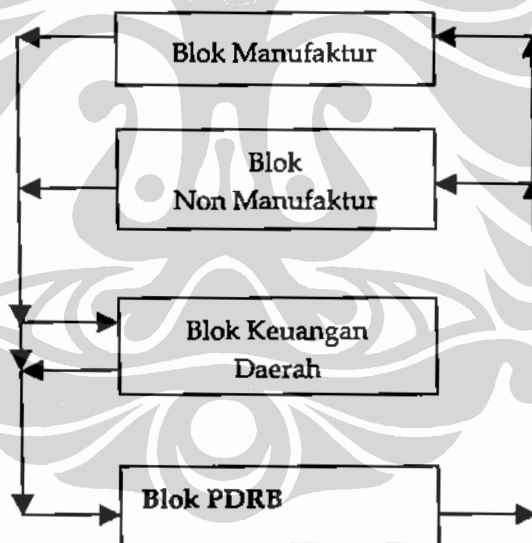 Blok Manufaktur
Blok
Non Manufaktur
Blok Keuangan
Daerah
Blok PDRB